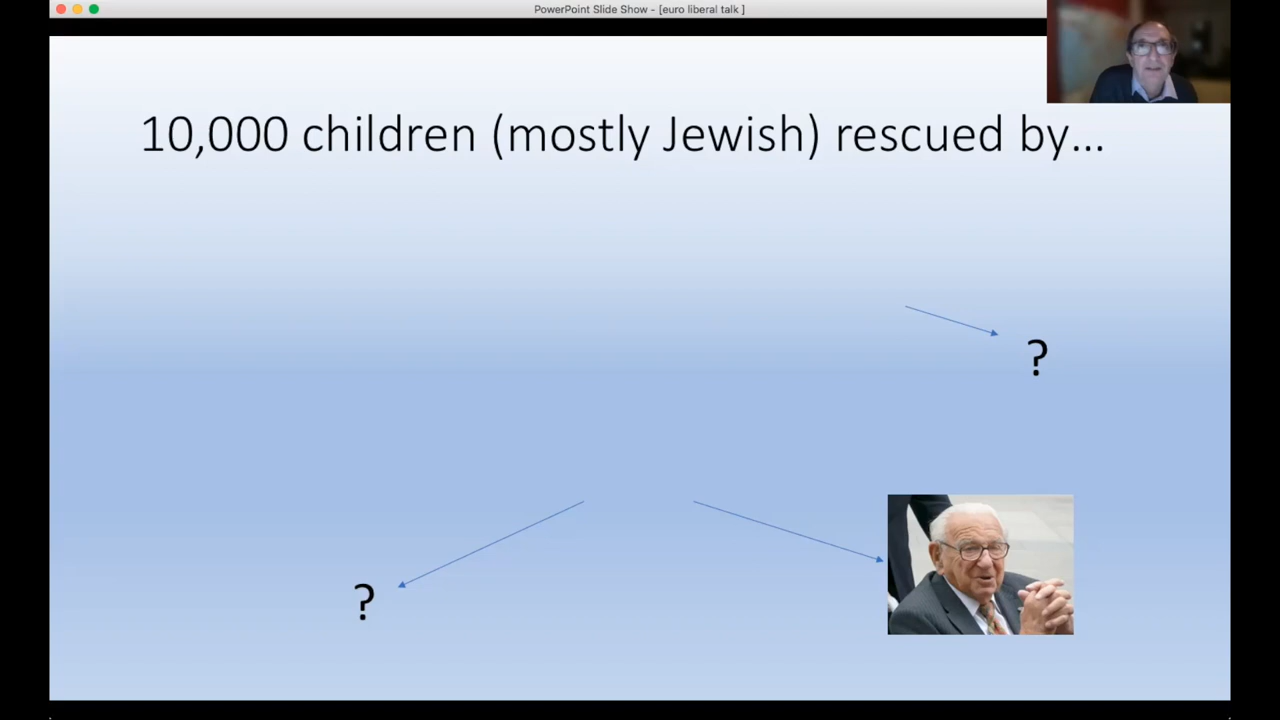 PowerPoint Slide Show - [euro liberal talk ]
10,000 children (mostly Jewish) rescued by...
?
?